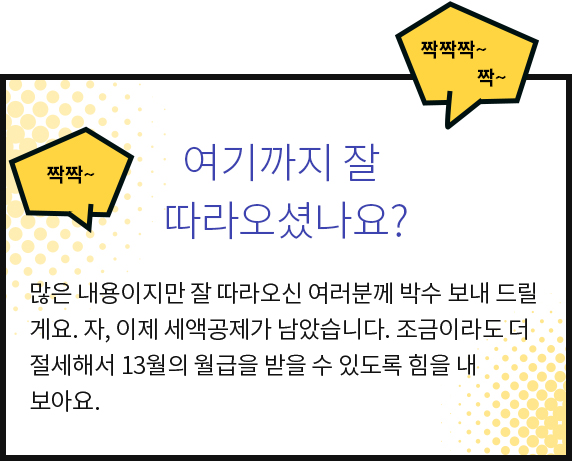 짝짝짝~
짝~
짝짝~
여기까지 잘
따라오셨나요?
많은 내용이지만 잘 따라오신 여러분께 박수 보내 드릴
게요. 자, 이제 세액공제가 남았습니다. 조금이라도 더
절세해서 13월의 월급을 받을 수 있도록 힘을 내
보아요.